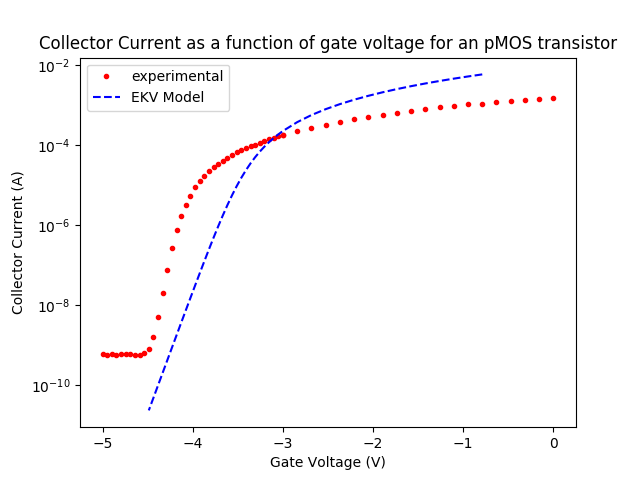 Collector Current as a function of gate voltage for an pMOS transistor
experimental
EKV Model
Collector Current (A)
10⁻²
10⁻⁴
10⁻⁶
10⁻⁸
10⁻¹⁰
−5 −4 −3 −2 −1 0
Gate Voltage (V)